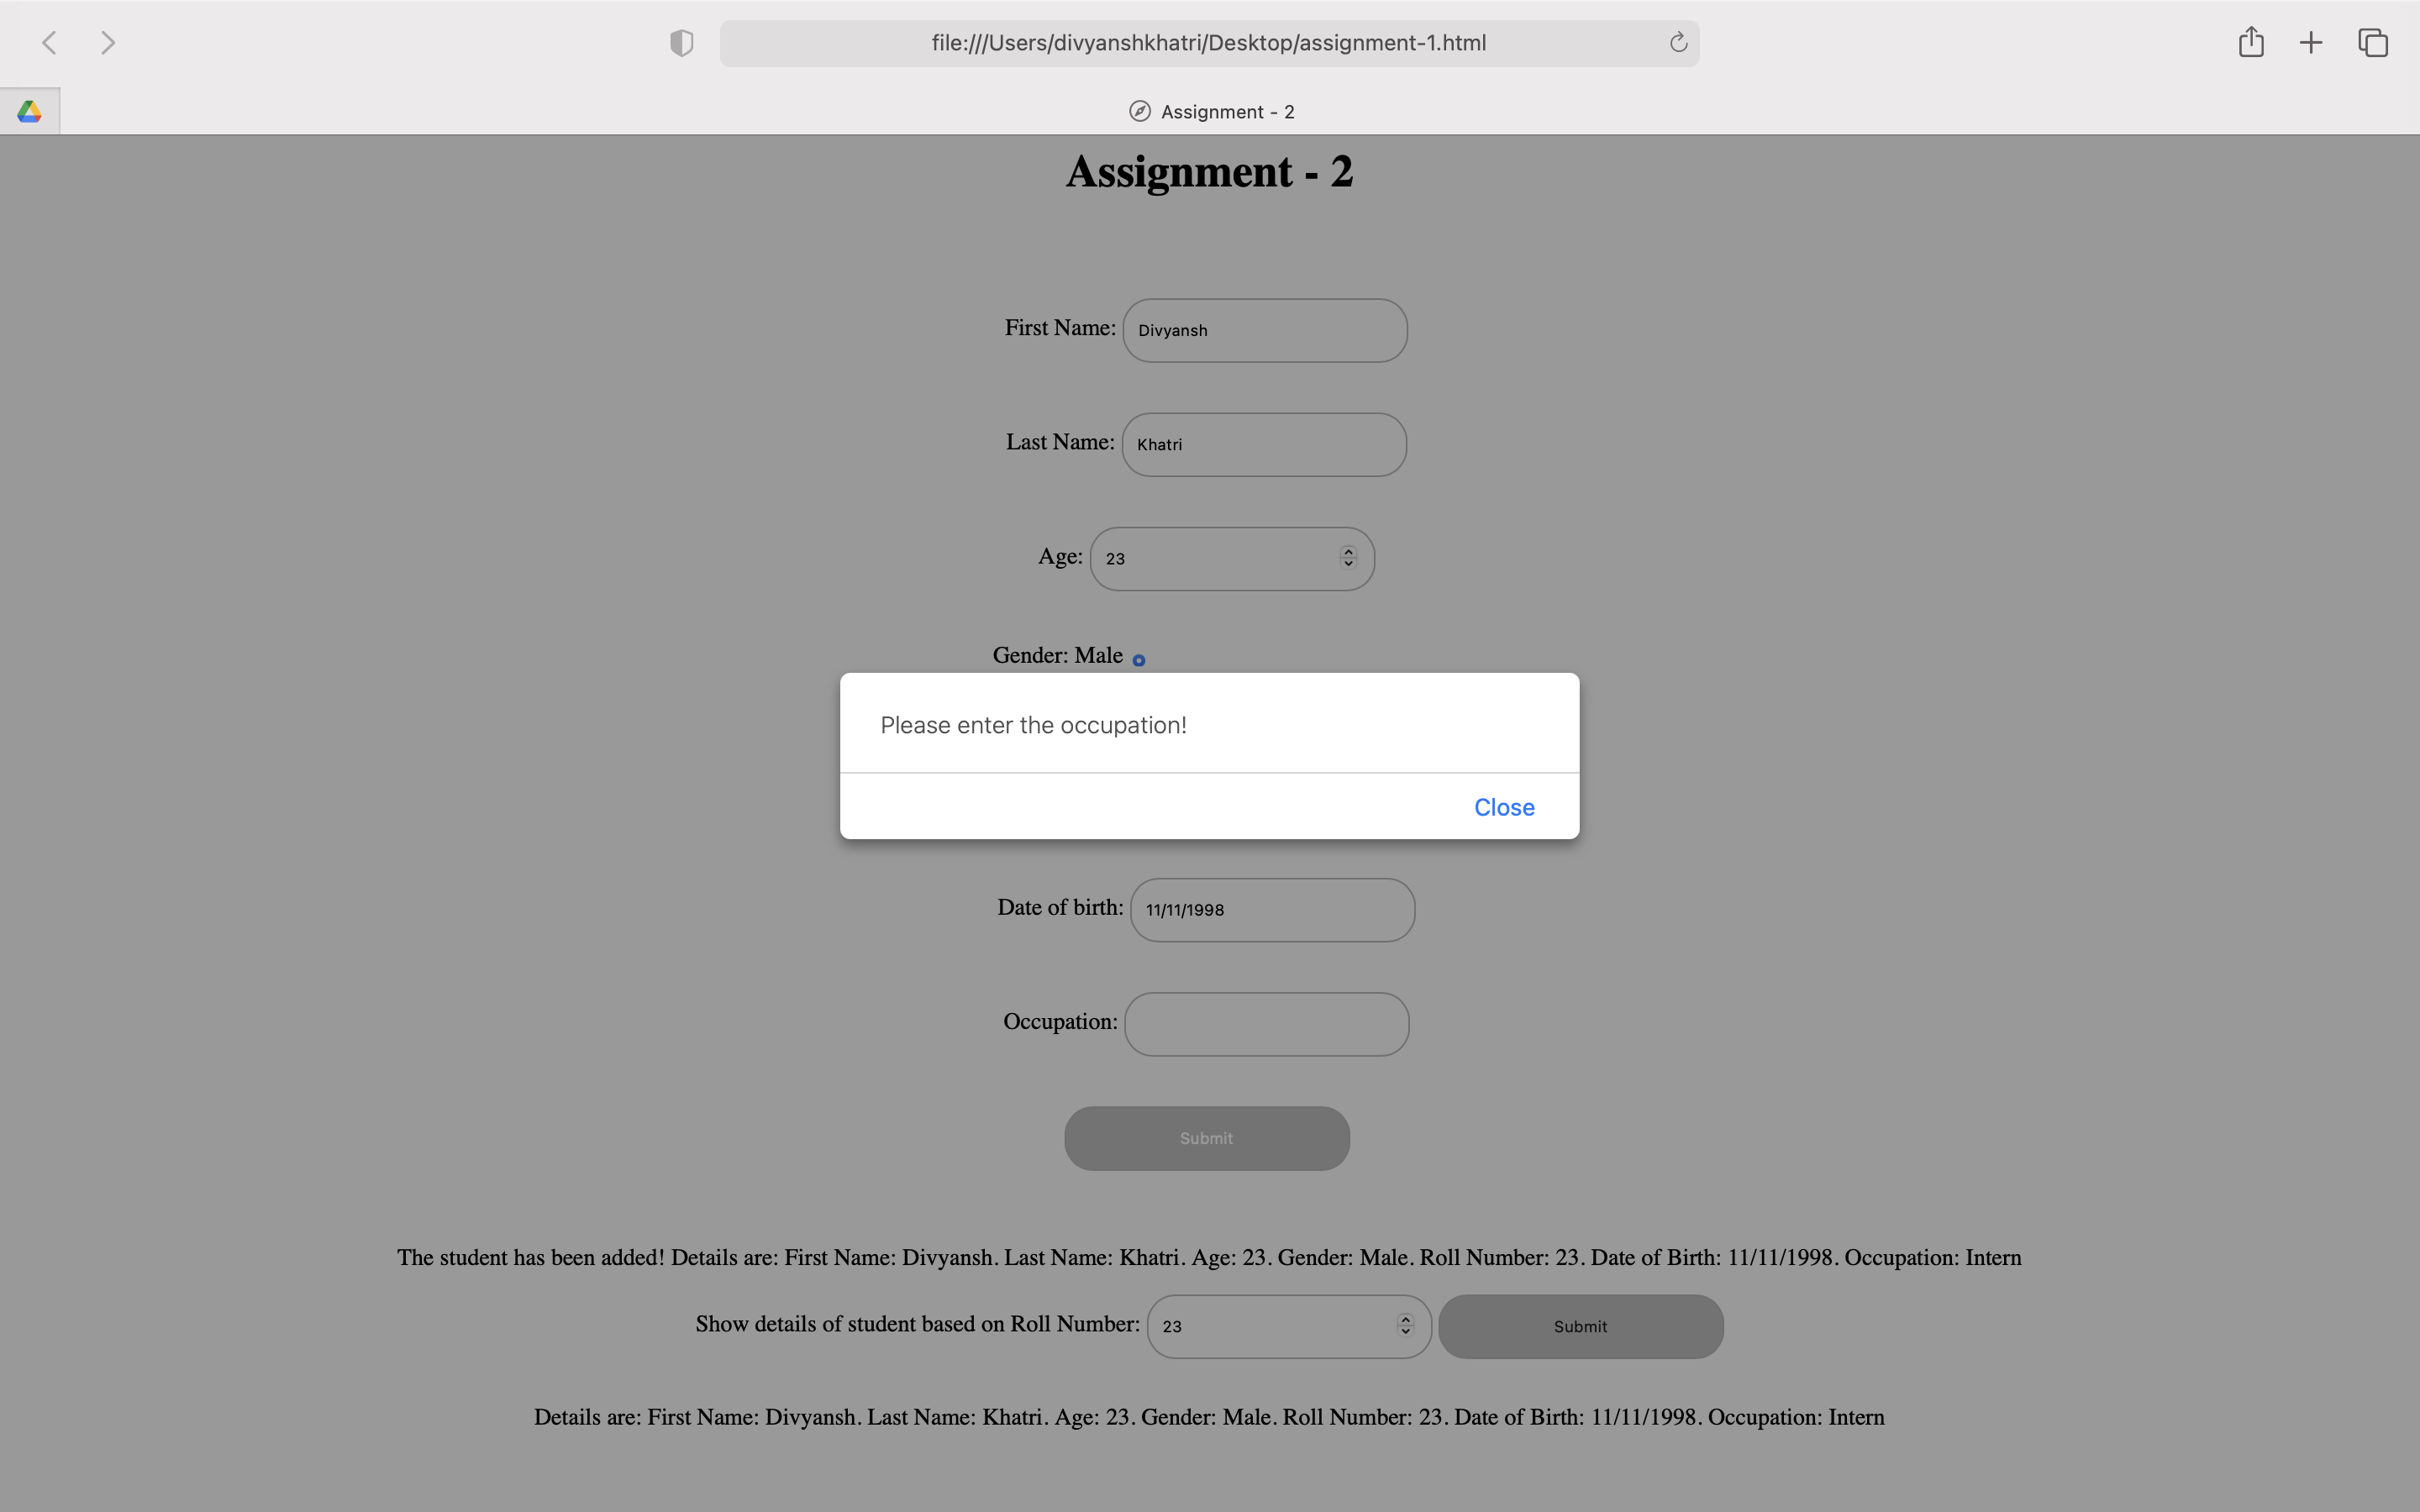 file:///Users/divyanshkhatri/Desktop/assignment-1.html
Assignment - 2
Assignment - 2
First Name: Divyansh
Last Name: Khatri
Age: 23
Gender: Male
Please enter the occupation!
Close
Date of birth: 11/11/1998
Occupation:
Submit
The student has been added! Details are: First Name: Divyansh. Last Name: Khatri. Age: 23. Gender: Male. Roll Number: 23. Date of Birth: 11/11/1998. Occupation: Intern
Show details of student based on Roll Number: 23 Submit
Details are: First Name: Divyansh. Last Name: Khatri. Age: 23. Gender: Male. Roll Number: 23. Date of Birth: 11/11/1998. Occupation: Intern